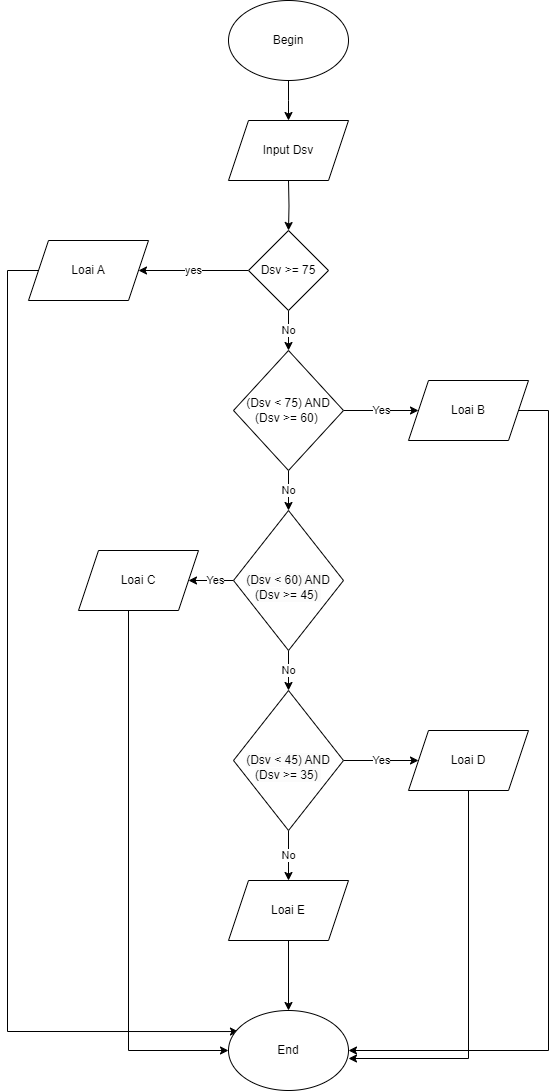 Begin
Input Dsv
Loai A
yes
Dsv >= 75
No
(Dsv < 75) AND
(Dsv >= 60)
Yes
Loai B
No
Loai C
Yes
(Dsv < 60) AND
(Dsv >= 45)
No
(Dsv < 45) AND
(Dsv >= 35)
Yes
Loai D
No
Loai E
End